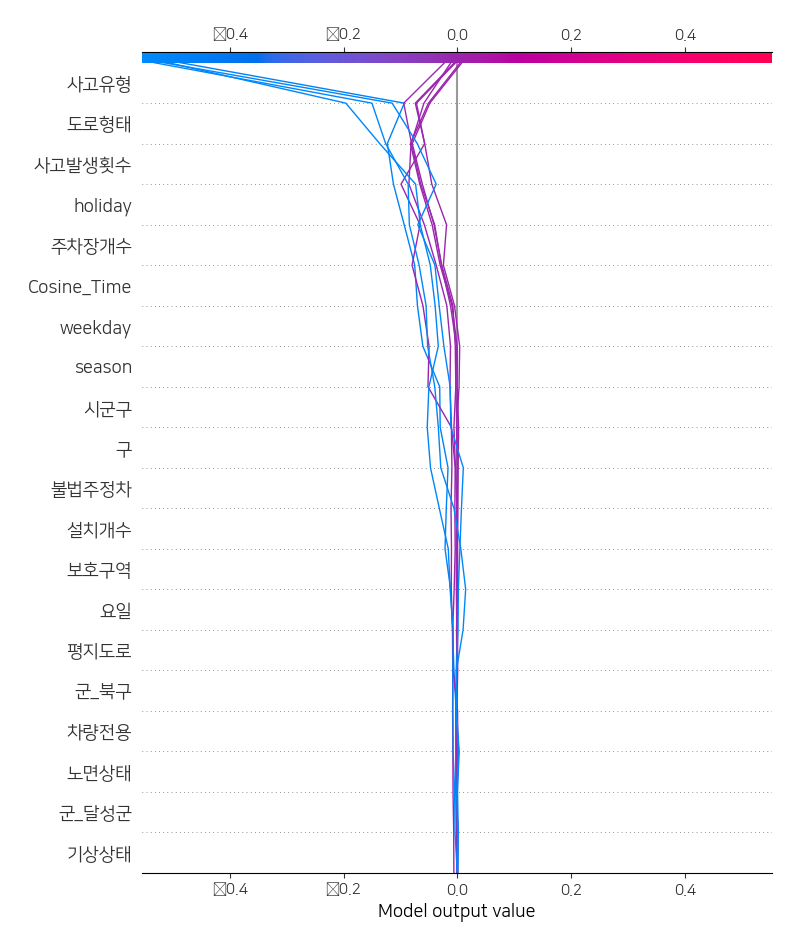 ☒0.4 ☒0.2 0.0 0.2 0.4
사고유형
도로형태
사고발생횟수
holiday
주차장개수
Cosine_Time
weekday
season
시군구
구
불법주정차
설치개수
보호구역
요일
평지도로
군_북구
차량전용
노면상태
군_달성군
기상상태
☒0.4 ☒0.2 0.0 0.2 0.4
Model output value